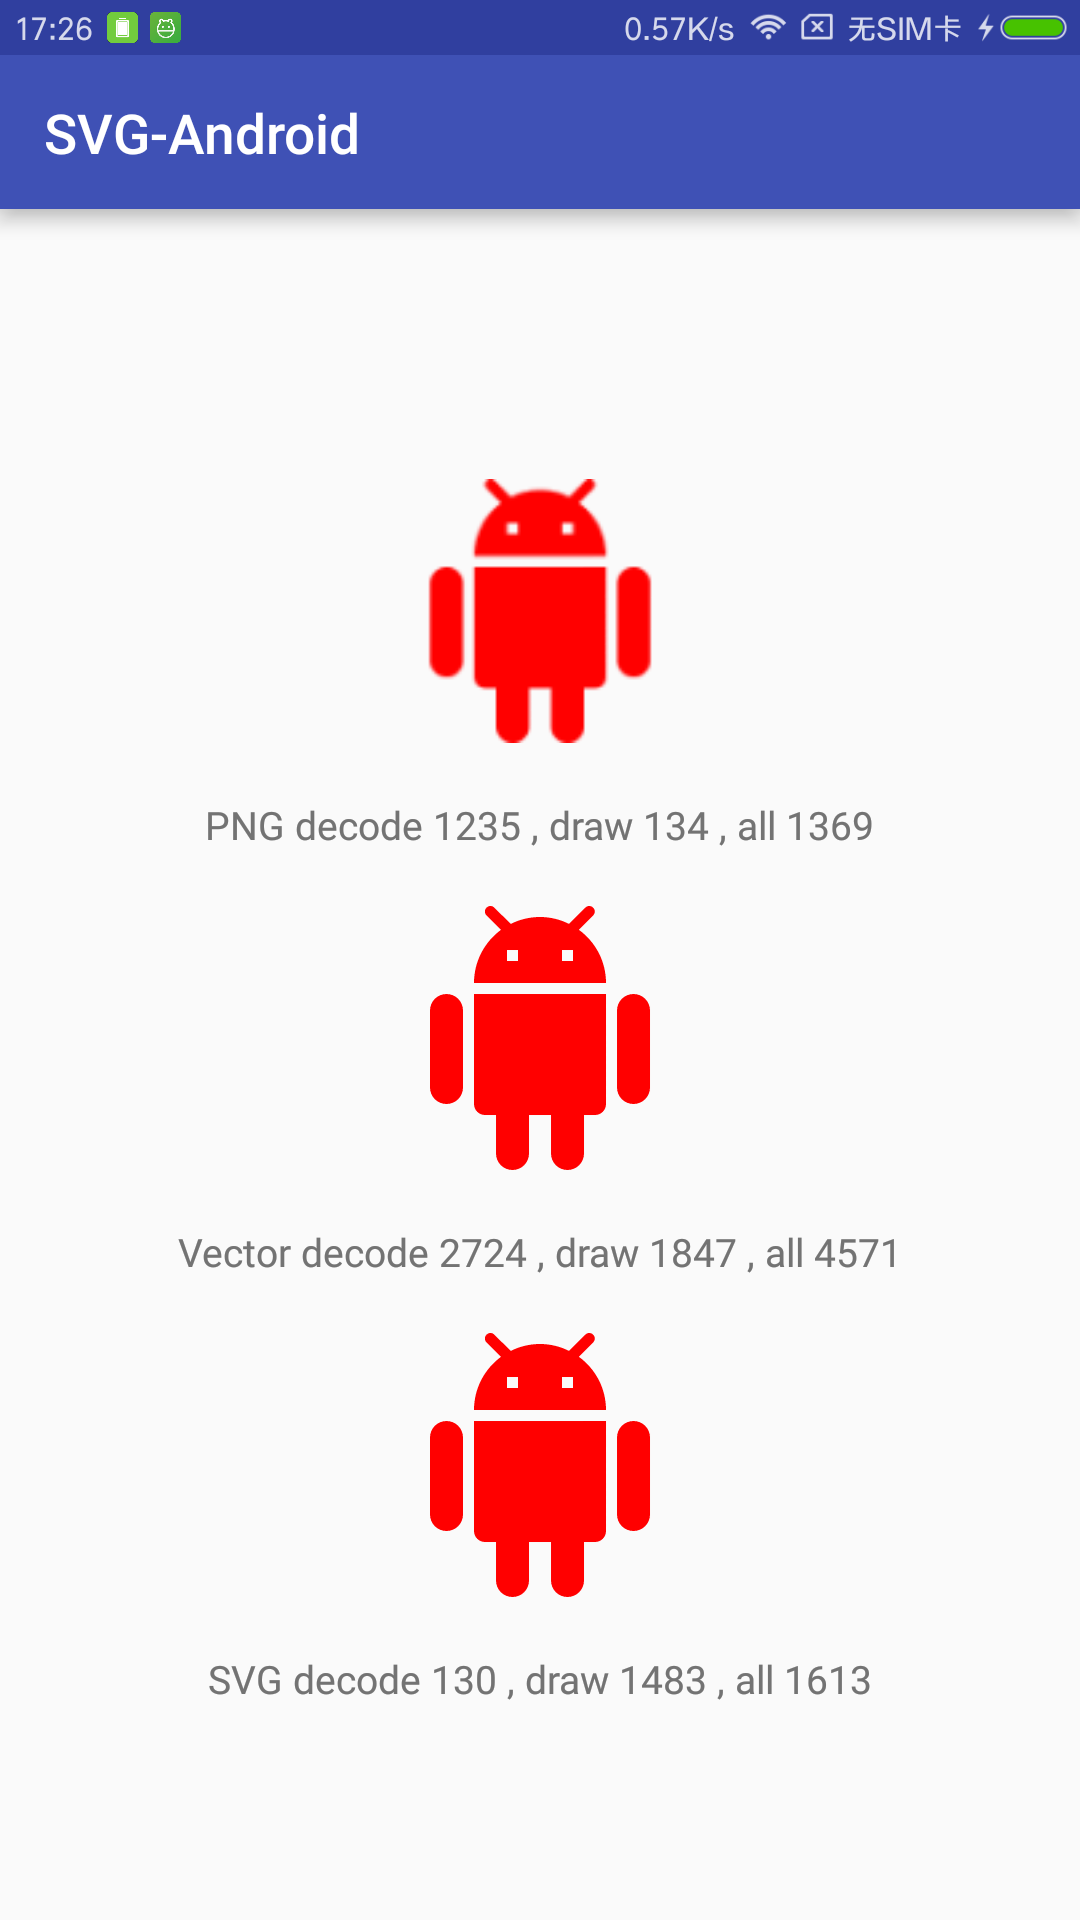 17:26 0.57K/s 无SIM卡
SVG-Android
PNG decode 1235 , draw 134 , all 1369
Vector decode 2724 , draw 1847 , all 4571
SVG decode 130 , draw 1483 , all 1613